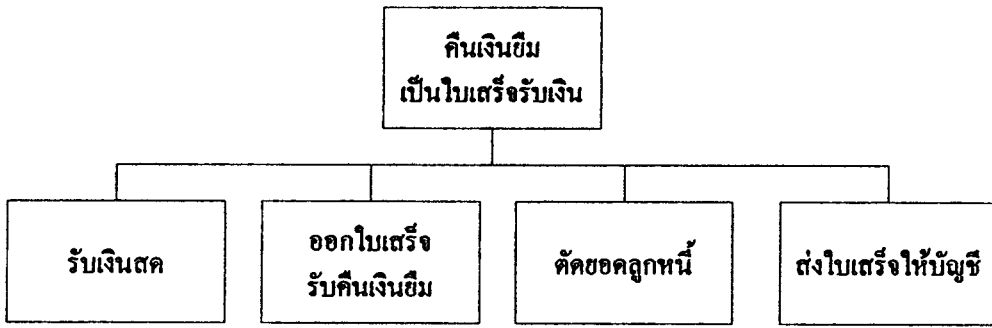 คืนเงินยืม
เป็นใบเสร็จรับเงิน
รับเงินสด
ออกใบเสร็จ
รับคืนเงินยืม
ตัดยอดลูกหนี้
ส่งใบเสร็จให้บัญชี